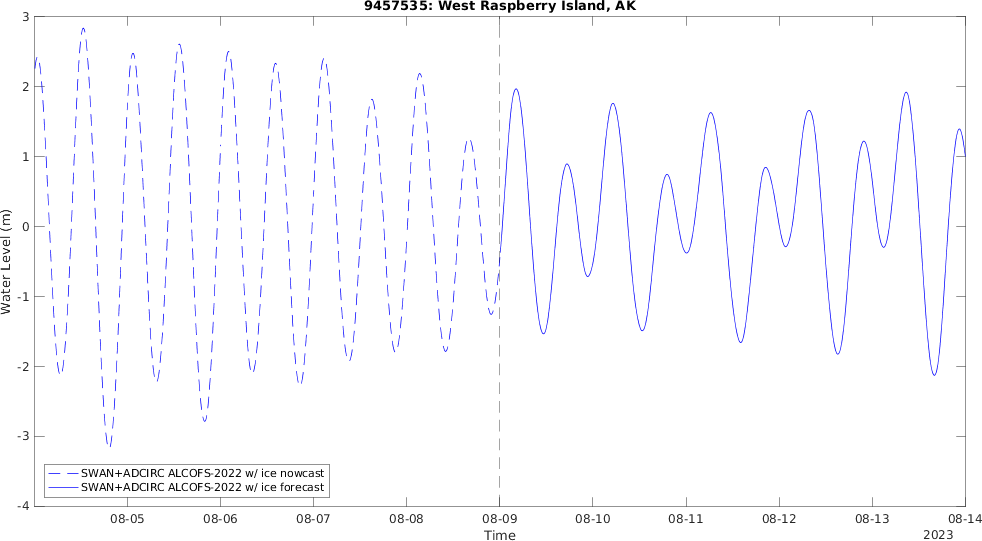 9457535: West Raspberry Island, AK
3
2
1
0
-1
-2
-3
-4
Water Level (m)
SWAN+ADCIRC ALCOFS-2022 w/ ice nowcast
SWAN+ADCIRC ALCOFS-2022 w/ ice forecast
08-05 08-06 08-07 08-08 08-09 08-10 08-11 08-12 08-13 08-14
Time
2023